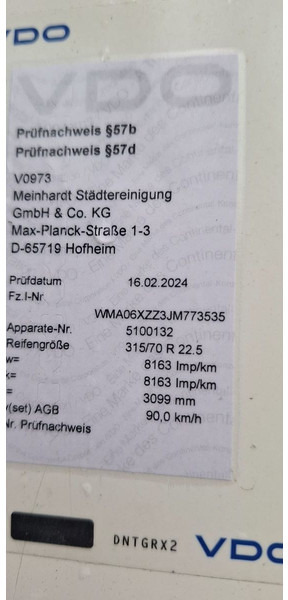 VDO
VDO
Prüfnachweis §57b
Prüfnachweis §57d
V0973
Meinhardt Städtereinigung
GmbH & Co. KG
Max-Planck-Straße 1-3
D-65719 Hofheim
Prüfdatum 16.02.2024
Fz.I-Nr
WMA06XZZ3JM773535
Apparate-Nr. 5100132
Reifengröße 315/70 R 22.5
w= 8163 Imp/km
k= 8163 Imp/km
= 3099 mm
v(set) AGB 90,0 km/h
Nr. Prüfnachweis
DNTGRX2 VDO